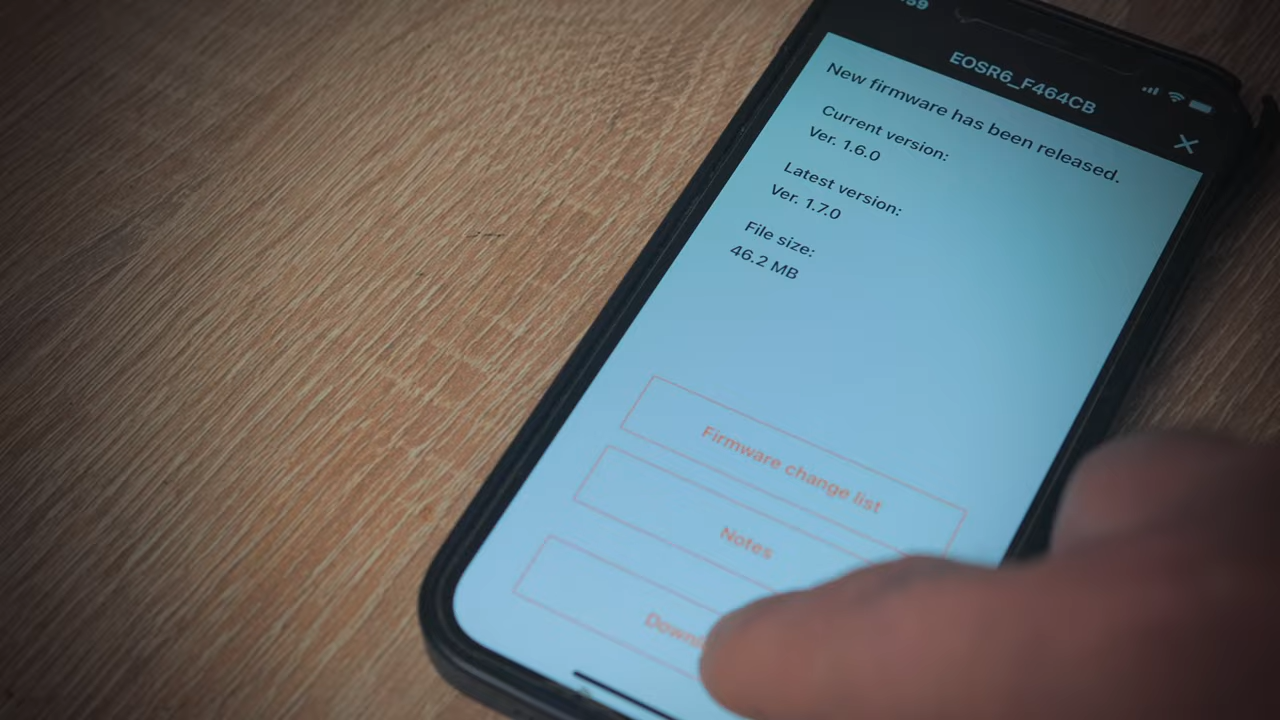 EOSR6_F464CB
New firmware has been released.
Current version:
Ver. 1.6.0
Latest version:
Ver. 1.7.0
File size:
46.2 MB
Firmware change list
Notes